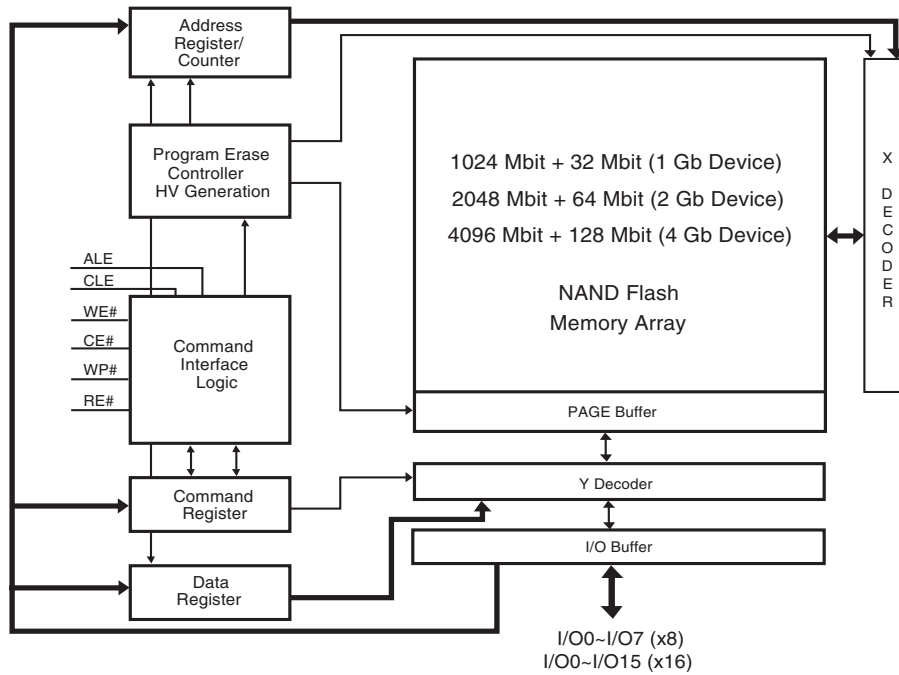 Address
Register/
Counter
Program Erase
Controller
HV Generation
ALE
CLE
WE#
CE#
WP#
RE#
Command
Interface
Logic
Command
Register
Data
Register
1024 Mbit + 32 Mbit (1 Gb Device)
2048 Mbit + 64 Mbit (2 Gb Device)
4096 Mbit + 128 Mbit (4 Gb Device)
NAND Flash
Memory Array
PAGE Buffer
Y Decoder
I/O Buffer
I/O0~I/O7 (x8)
I/O0~I/O15 (x16)
X
DECODER